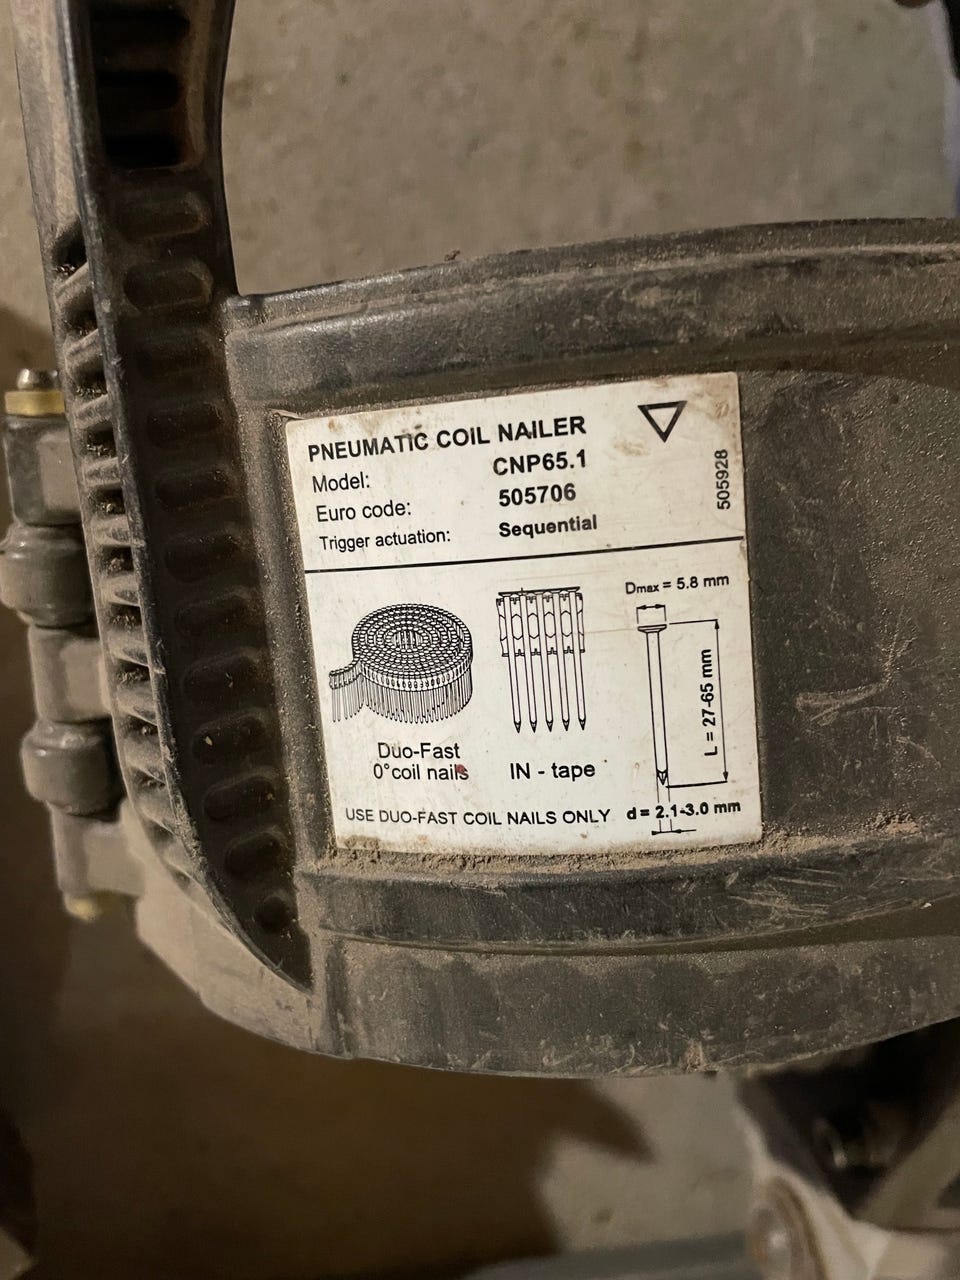 PNEUMATIC COIL NAILER
Model: CNP65.1
Euro code: 505706
Trigger actuation: Sequential
505928
Dmax = 5.8 mm
L = 27-65 mm
Duo-Fast
0°coil nails
IN - tape
USE DUO-FAST COIL NAILS ONLY
d= 2.1-3.0 mm